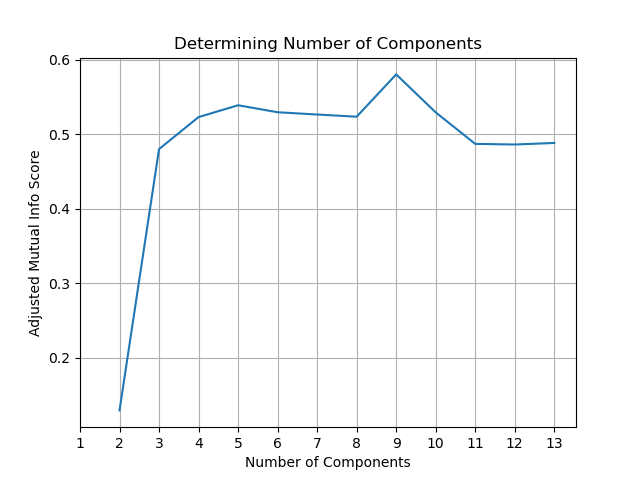 Determining Number of Components
Adjusted Mutual Info Score
0.6
0.5
0.4
0.3
0.2
1 2 3 4 5 6 7 8 9 10 11 12 13
Number of Components